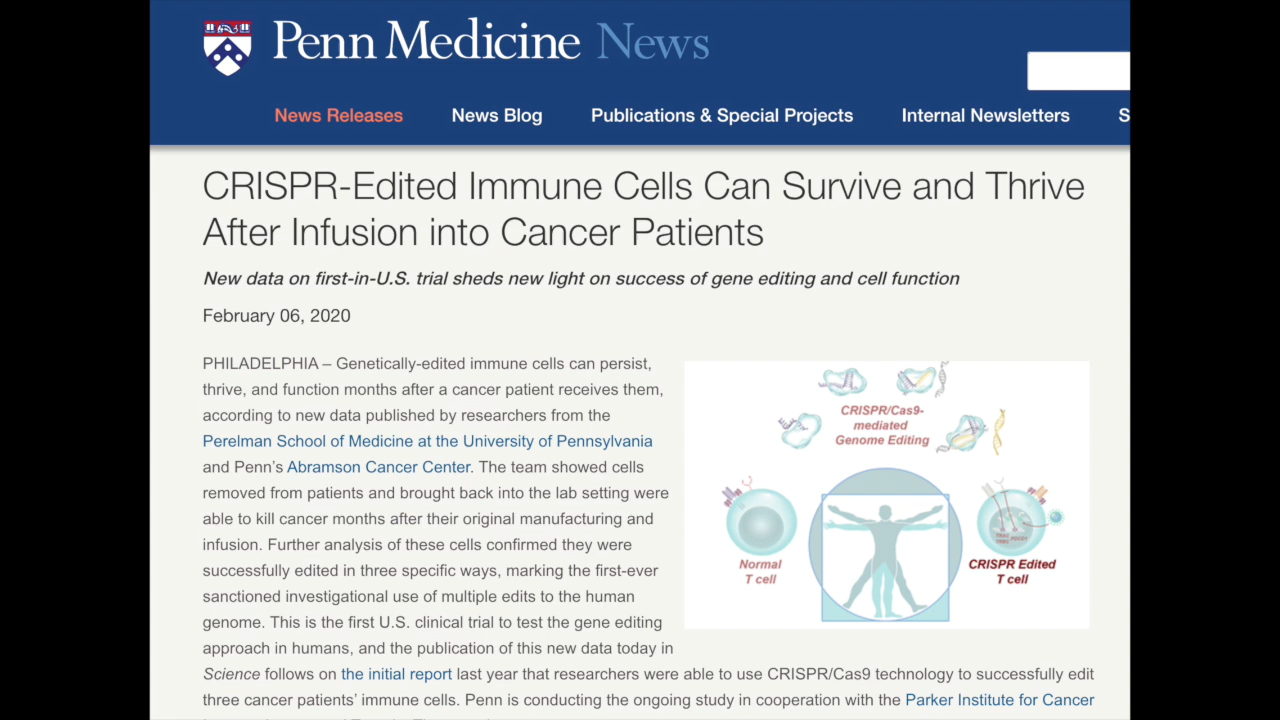 Penn Medicine News
News Releases News Blog Publications & Special Projects Internal Newsletters S
CRISPR-Edited Immune Cells Can Survive and Thrive
After Infusion into Cancer Patients
New data on first-in-U.S. trial sheds new light on success of gene editing and cell function
February 06, 2020
PHILADELPHIA – Genetically-edited immune cells can persist,
thrive, and function months after a cancer patient receives them,
according to new data published by researchers from the
Perelman School of Medicine at the University of Pennsylvania
and Penn's Abramson Cancer Center. The team showed cells
removed from patients and brought back into the lab setting were
able to kill cancer months after their original manufacturing and
infusion. Further analysis of these cells confirmed they were
successfully edited in three specific ways, marking the first-ever
sanctioned investigational use of multiple edits to the human
genome. This is the first U.S. clinical trial to test the gene editing
approach in humans, and the publication of this new data today in
Science follows on the initial report last year that researchers were able to use CRISPR/Cas9 technology to successfully edit
three cancer patients' immune cells. Penn is conducting the ongoing study in cooperation with the Parker Institute for Cancer
CRISPR/Cas9-
mediated
Genome Editing
Normal
T cell
CRISPR Edited
T cell